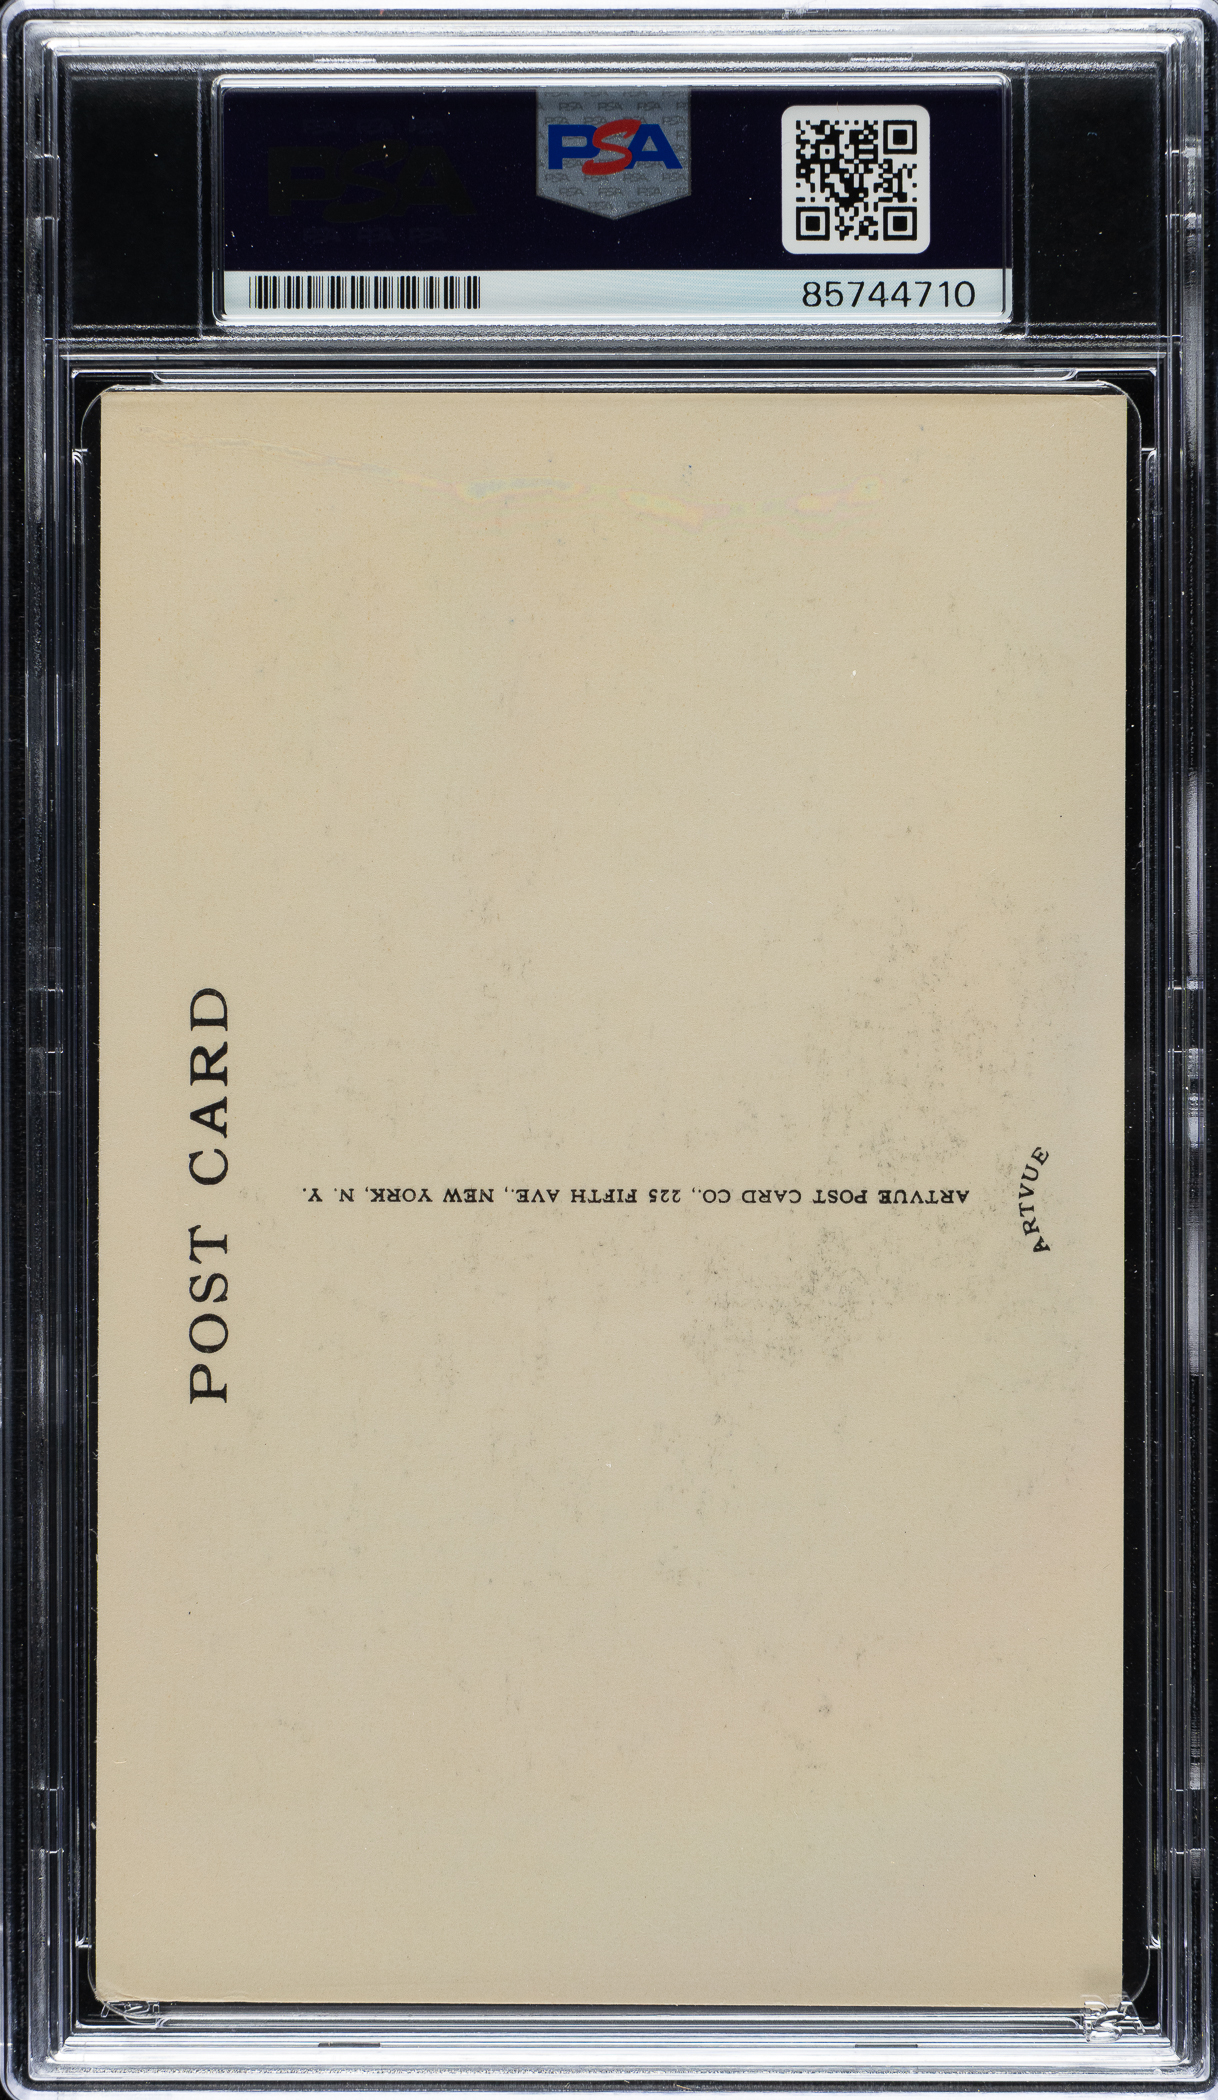 PSA
85744710
POST CARD
ARTVUE POST CARD CO., 225 FIFTH AVE., NEW YORK, N. Y.
ARTVUE